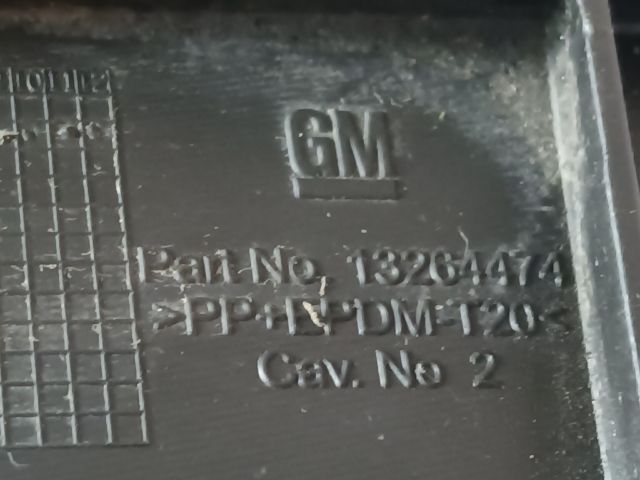 GM
Part No. 13264474
>PP+EPDM-T20<
Cav. No 2